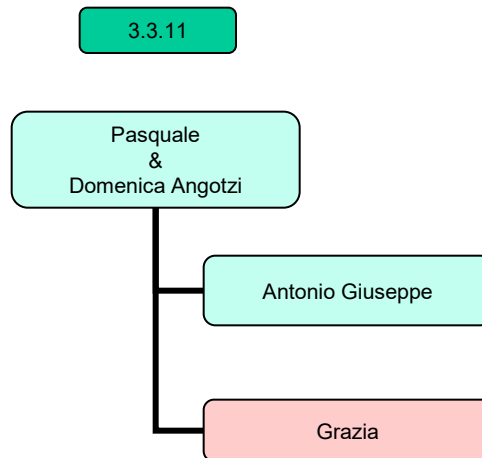 3.3.11
Pasquale
&
Domenica Angotzi
Antonio Giuseppe
Grazia